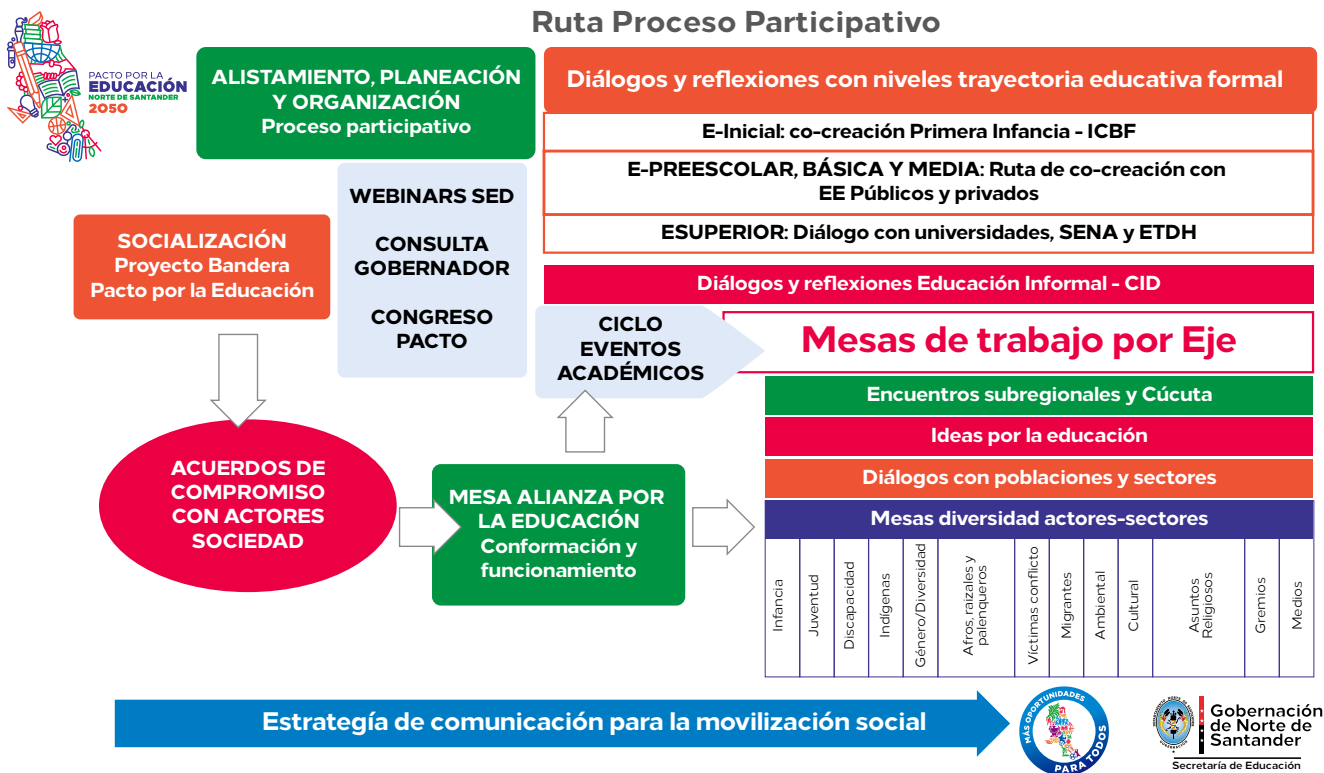 Ruta Proceso Participativo
PACTO POR LA
EDUCACIÓN
NORTE DE SANTANDER
2050
ALISTAMIENTO, PLANEACIÓN
Y ORGANIZACIÓN
Proceso participativo
Diálogos y reflexiones con niveles trayectoria educativa formal
E-Inicial: co-creación Primera Infancia - ICBF
E-PREESCOLAR, BÁSICA Y MEDIA: Ruta de co-creación con
EE Públicos y privados
ESUPERIOR: Diálogo con universidades, SENA y ETDH
WEBINARS SED
CONSULTA
GOBERNADOR
CONGRESO
PACTO
SOCIALIZACIÓN
Proyecto Bandera
Pacto por la Educación
Diálogos y reflexiones Educación Informal - CID
CICLO
EVENTOS
ACADÉMICOS
Mesas de trabajo por Eje
Encuentros subregionales y Cúcuta
Ideas por la educación
Diálogos con poblaciones y sectores
Mesas diversidad actores-sectores
ACUERDOS DE
COMPROMISO
CON ACTORES
SOCIEDAD
MESA ALIANZA POR
LA EDUCACIÓN
Conformación y
funcionamiento
Infancia
Juventud
Discapacidad
Indígenas
Género/Diversidad
Afros, raizales y
palenqueros
Víctimas conflicto
Migrantes
Ambiental
Cultural
Asuntos
Religiosos
Gremios
Medios
Estrategía de comunicación para la movilización social
MÁS OPORTUNIDADES
PARA TODOS
Gobernación
de Norte de
Santander
Secretaría de Educación